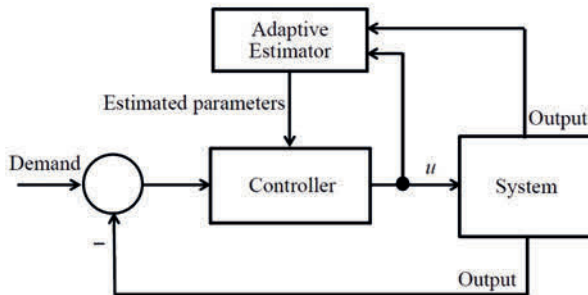 Adaptive
Estimator
Estimated parameters
Output
Demand
Controller
u
System
−
Output